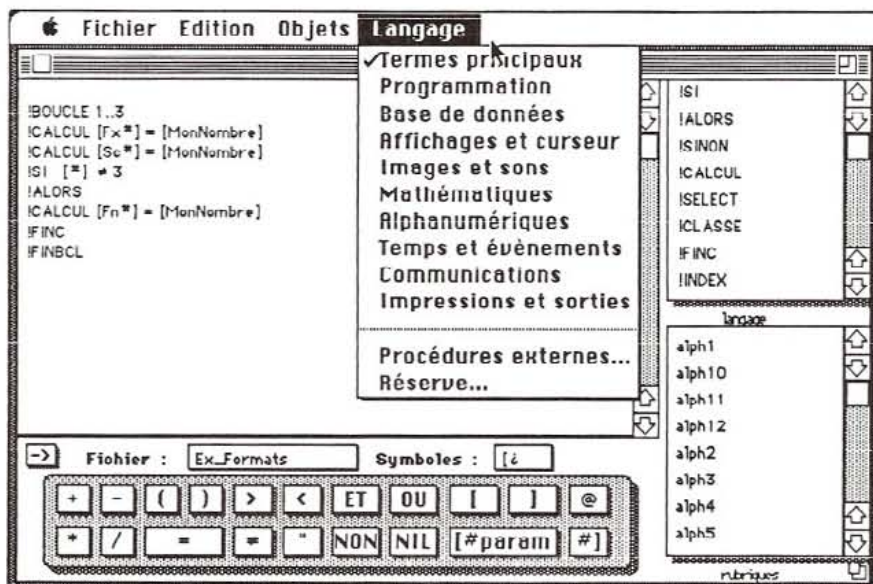 Fichier Edition Objets Langage
!BOUCLE 1..3
!CALCUL [Fx*] = [MonNombre]
!CALCUL [Sc*] = [MonNombre]
!SI [*] ≠ 3
!ALORS
!CALCUL [Fn*] = [MonNombre]
!FINC
!FINBCL
✓Termes principaux
Programmation
Base de données
Affichages et curseur
Images et sons
Mathématiques
Alphanumériques
Temps et évènements
Communications
Impressions et sorties
Procédures externes...
Réserve...
!SI
!ALORS
!SINON
!CALCUL
!SELECT
!CLASSE
!FINC
!INDEX
langage
alph1
alph10
alph11
alph12
alph2
alph3
alph4
alph5
rubriques
-> Fichier : Ex_Formats Symboles : [¿
+ - ( ) > < ET OU [ ] @
* / = ≠ " NON NIL [#param #]